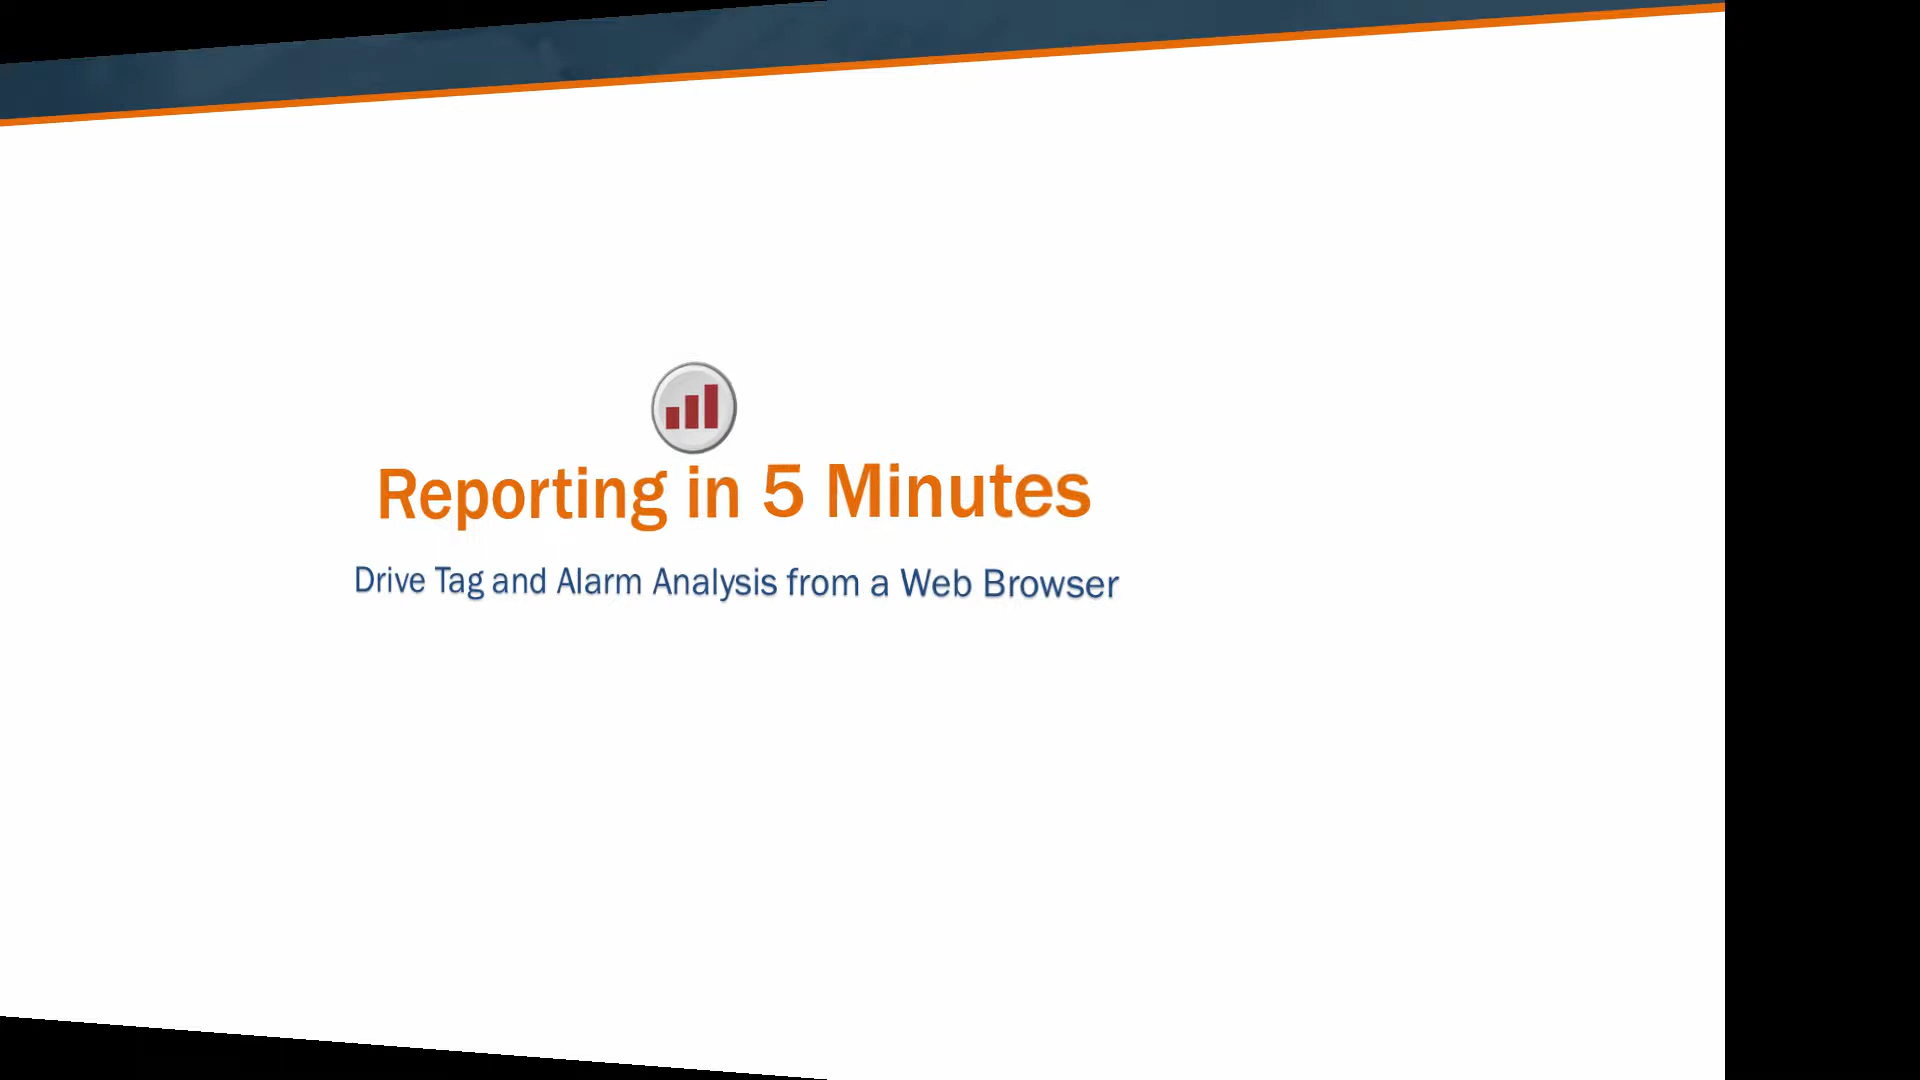 Reporting in 5 Minutes
Drive Tag and Alarm Analysis from a Web Browser